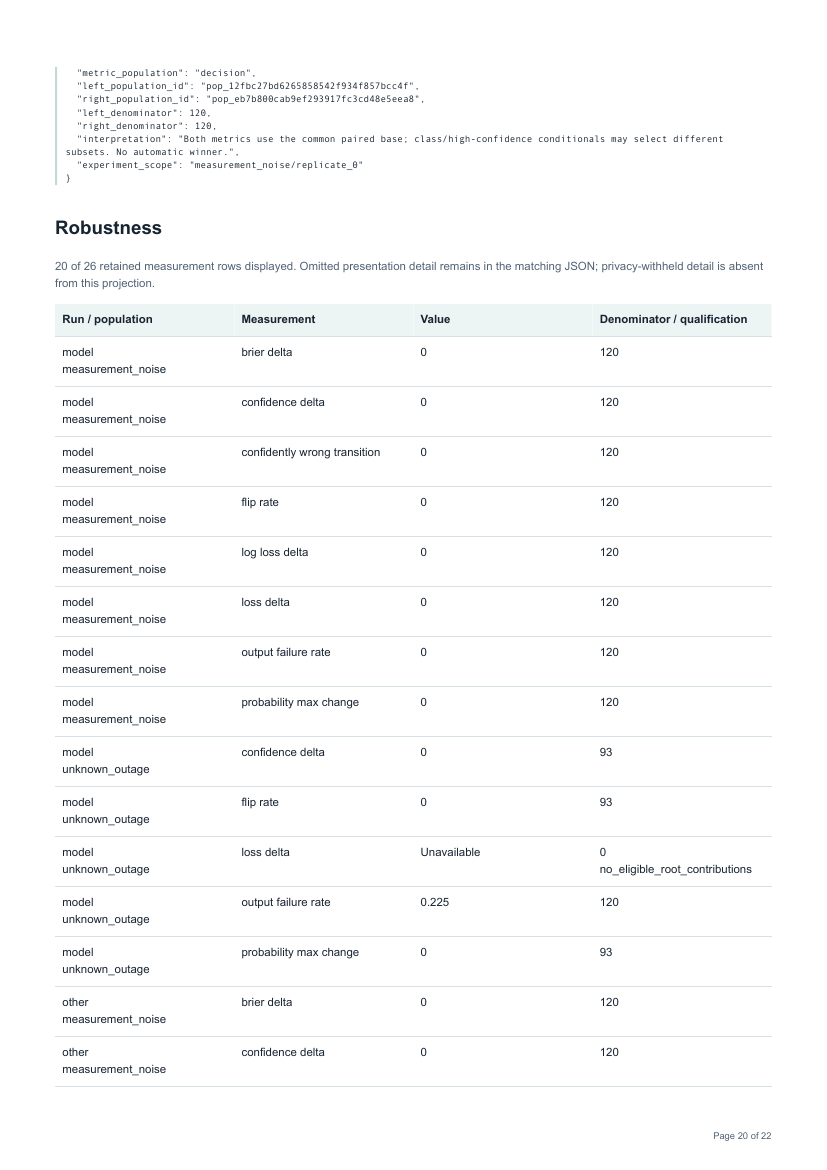 "metric_population": "decision",
"left_population_id": "pop_12fbc27bd6265858542f934f857bcc4f",
"right_population_id": "pop_eb7b800cab9ef293917fc3cd48e5eea8",
"left_denominator": 120,
"right_denominator": 120,
"interpretation": "Both metrics use the common paired base; class/high-confidence conditionals may select different
subsets. No automatic winner.",
"experiment_scope": "measurement_noise/replicate_0"
}
Robustness
20 of 26 retained measurement rows displayed. Omitted presentation detail remains in the matching JSON; privacy-withheld detail is absent
from this projection.
Run / population Measurement Value Denominator / qualification
model brier delta 0 120
measurement_noise
model confidence delta 0 120
measurement_noise
model confidently wrong transition 0 120
measurement_noise
model flip rate 0 120
measurement_noise
model log loss delta 0 120
measurement_noise
model loss delta 0 120
measurement_noise
model output failure rate 0 120
measurement_noise
model probability max change 0 120
measurement_noise
model confidence delta 0 93
unknown_outage
model flip rate 0 93
unknown_outage
model loss delta Unavailable 0
unknown_outage no_eligible_root_contributions
model output failure rate 0.225 120
unknown_outage
model probability max change 0 93
unknown_outage
other brier delta 0 120
measurement_noise
other confidence delta 0 120
measurement_noise
Page 20 of 22